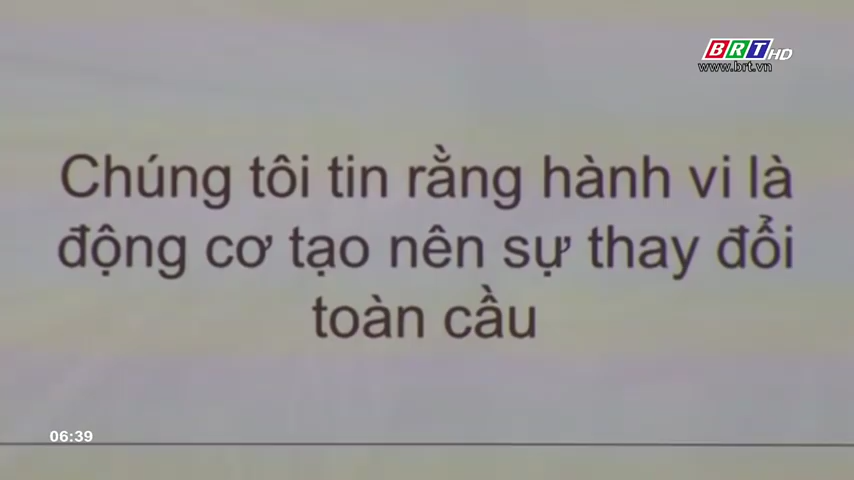 BRT HD
www.brt.vn
Chúng tôi tin rằng hành vi là
động cơ tạo nên sự thay đổi
toàn cầu
06:39